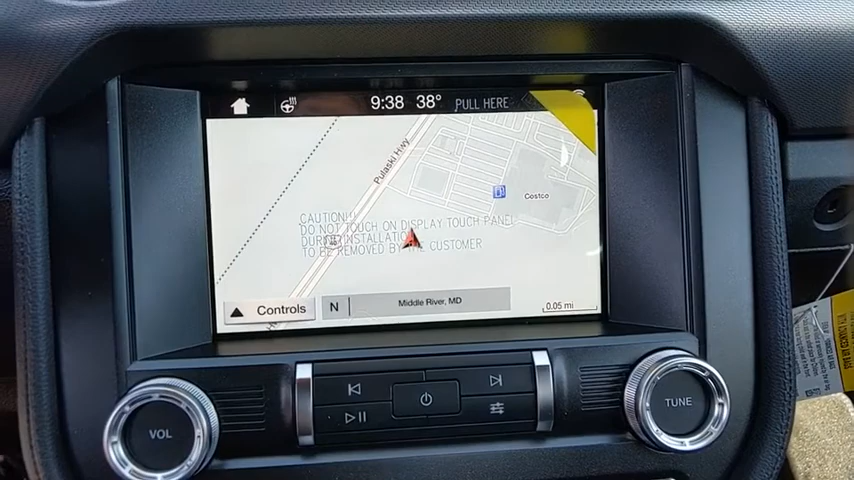 9:38 38° PULL HERE
Pulaski Hwy
Costco
CAUTION!!
DO NOT TOUCH ON DISPLAY TOUCH PANEL
DURING INSTALLATION
TO BE REMOVED BY THE CUSTOMER
40
Controls
N
Middle River, MD
0.05 mi
VOL
TUNE